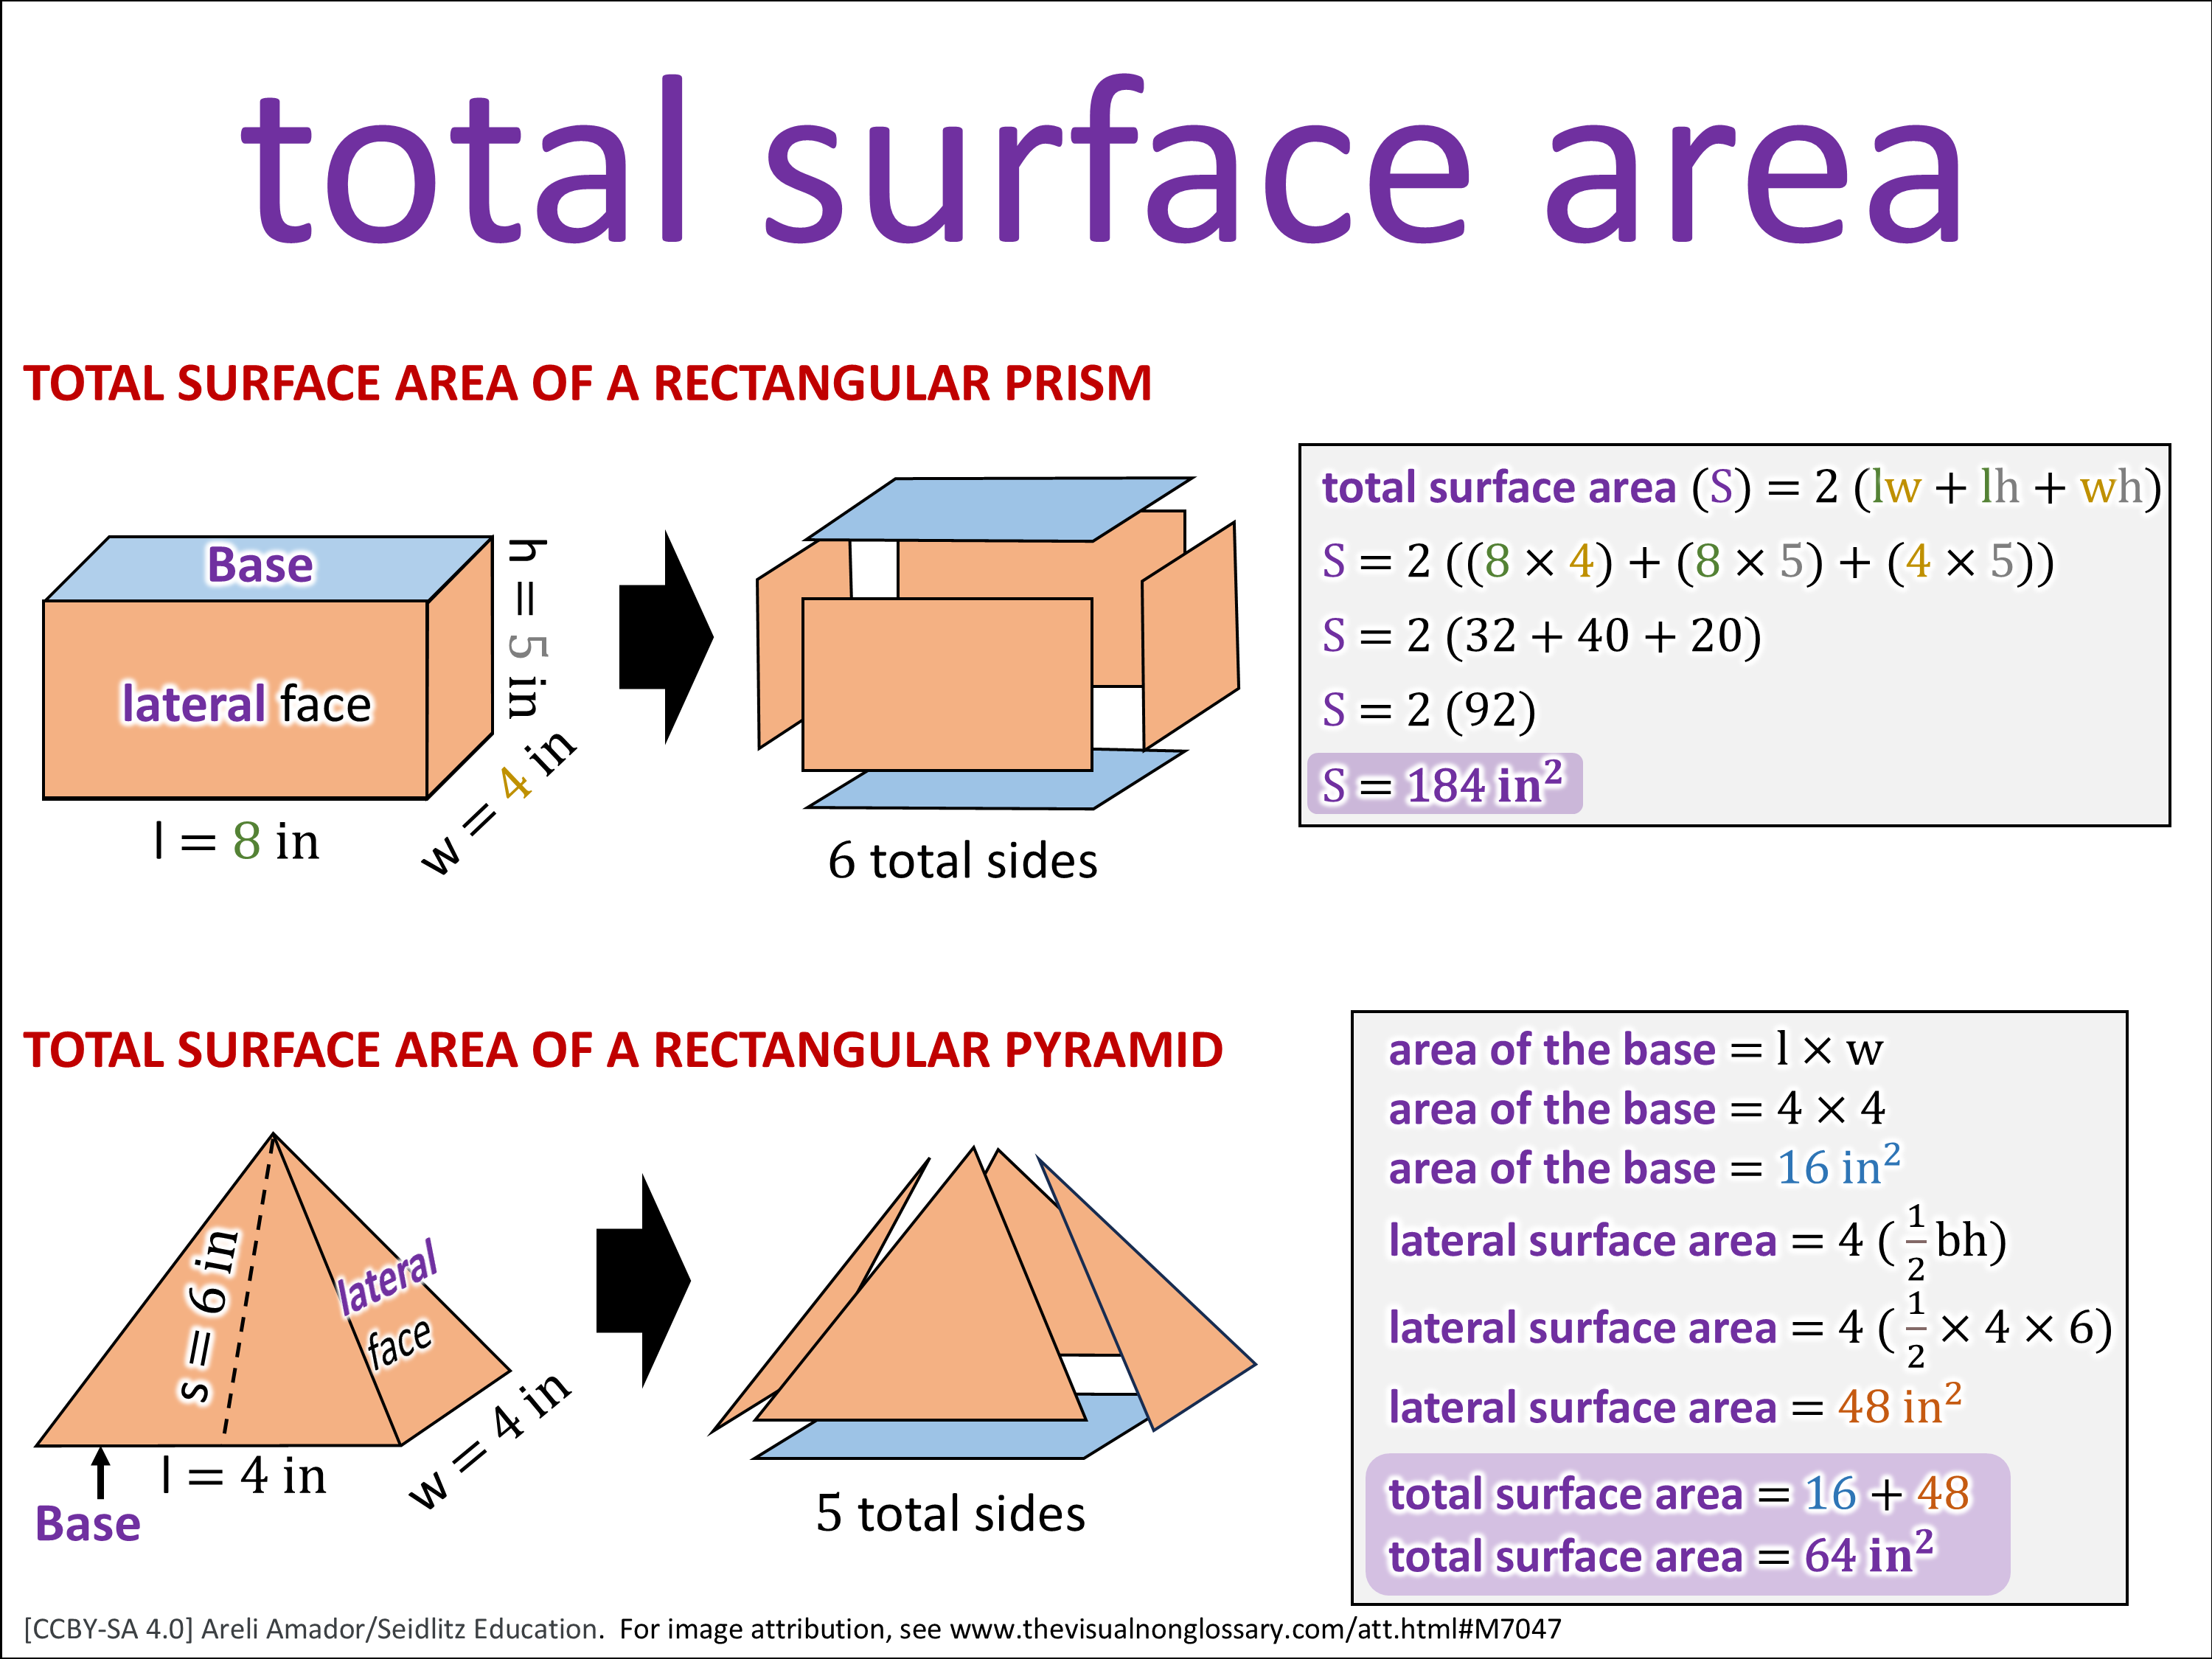 total surface area
TOTAL SURFACE AREA OF A RECTANGULAR PRISM
Base
lateral face
h = 5 in
w = 4 in
l = 8 in
6 total sides
total surface area (S) = 2 (lw + lh + wh)
S = 2 ((8 × 4) + (8 × 5) + (4 × 5))
S = 2 (32 + 40 + 20)
S = 2 (92)
S = 184 in²
TOTAL SURFACE AREA OF A RECTANGULAR PYRAMID
s = 6 in
lateral
face
w = 4 in
l = 4 in
Base
5 total sides
area of the base = l × w
area of the base = 4 × 4
area of the base = 16 in²
lateral surface area = 4 (½bh)
lateral surface area = 4 (½ × 4 × 6)
lateral surface area = 48 in²
total surface area = 16 + 48
total surface area = 64 in²
[CCBY-SA 4.0] Areli Amador/Seidlitz Education. For image attribution, see www.thevisualnonglossary.com/att.html#M7047